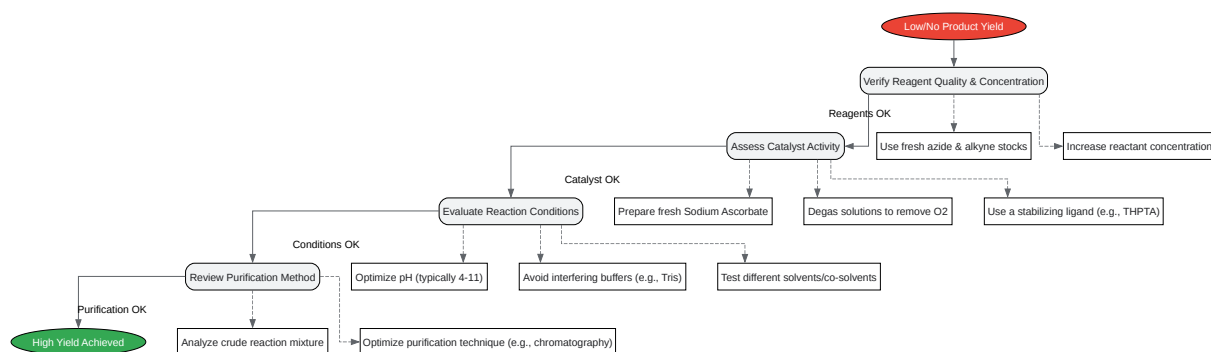 Low/No Product Yield
Verify Reagent Quality & Concentration
Reagents OK
Assess Catalyst Activity
Use fresh azide & alkyne stocks
Increase reactant concentration
Catalyst OK
Evaluate Reaction Conditions
Prepare fresh Sodium Ascorbate
Degas solutions to remove O2
Use a stabilizing ligand (e.g., THPTA)
Conditions OK
Review Purification Method
Optimize pH (typically 4-11)
Avoid interfering buffers (e.g., Tris)
Test different solvents/co-solvents
Purification OK
High Yield Achieved
Analyze crude reaction mixture
Optimize purification technique (e.g., chromatography)